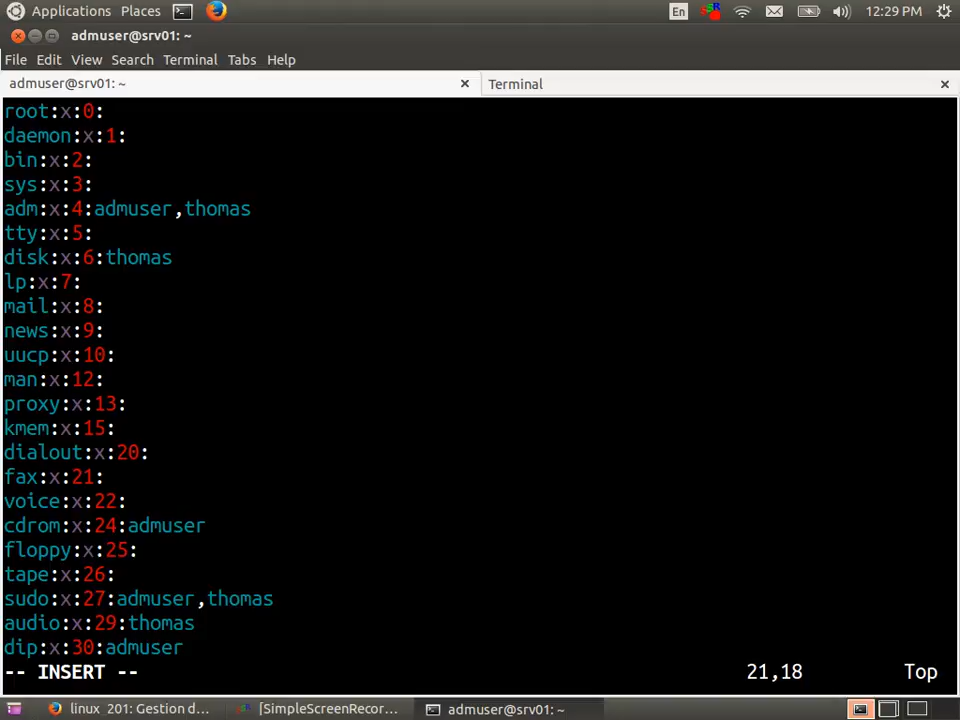 Applications Places En 12:29 PM
admuser@srv01: ~
File Edit View Search Terminal Tabs Help
admuser@srv01: ~ × Terminal ×
root:x:0:
daemon:x:1:
bin:x:2:
sys:x:3:
adm:x:4:admuser,thomas
tty:x:5:
disk:x:6:thomas
lp:x:7:
mail:x:8:
news:x:9:
uucp:x:10:
man:x:12:
proxy:x:13:
kmem:x:15:
dialout:x:20:
fax:x:21:
voice:x:22:
cdrom:x:24:admuser
floppy:x:25:
tape:x:26:
sudo:x:27:admuser,thomas
audio:x:29:thomas
dip:x:30:admuser
-- INSERT -- 21,18 Top
linux 201: Gestion d... [SimpleScreenRecor... admuser@srv01: ~